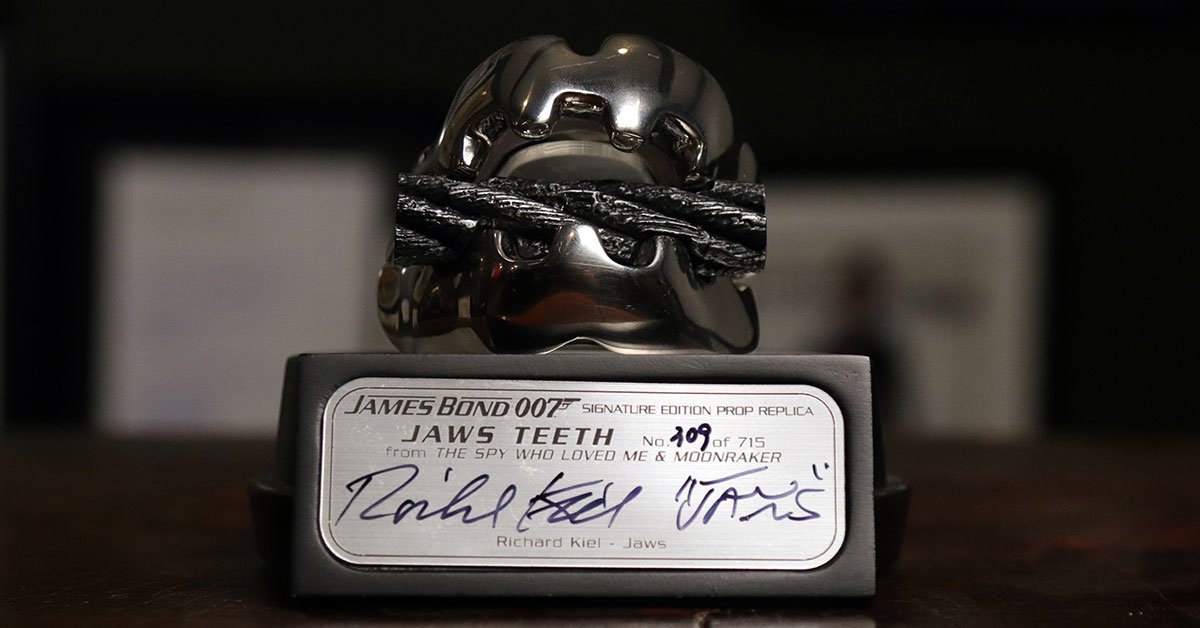 JAMES BOND 007 SIGNATURE EDITION PROP REPLICA
JAWS TEETH No. 309 of 715
from THE SPY WHO LOVED ME & MOONRAKER
Richard Kiel "JAWS"
Richard Kiel - Jaws